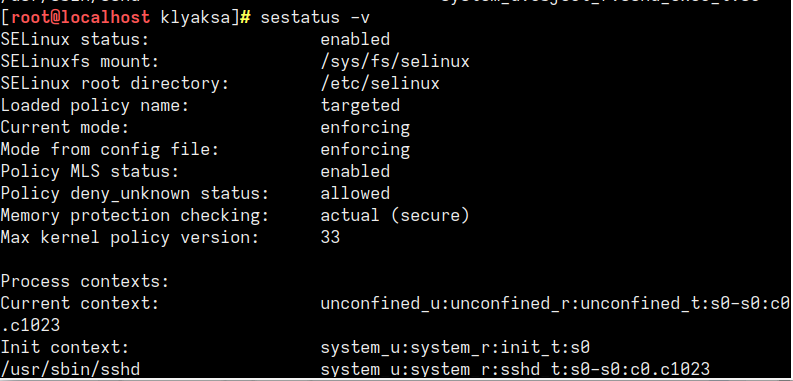 [root@localhost klyaksa]# sestatus -v
SELinux status:                 enabled
SELinuxfs mount:                /sys/fs/selinux
SELinux root directory:         /etc/selinux
Loaded policy name:             targeted
Current mode:                   enforcing
Mode from config file:          enforcing
Policy MLS status:              enabled
Policy deny_unknown status:     allowed
Memory protection checking:     actual (secure)
Max kernel policy version:      33

Process contexts:
Current context:                unconfined_u:unconfined_r:unconfined_t:s0-s0:c0
.c1023
Init context:                   system_u:system_r:init_t:s0
/usr/sbin/sshd                  system_u:system_r:sshd_t:s0-s0:c0.c1023